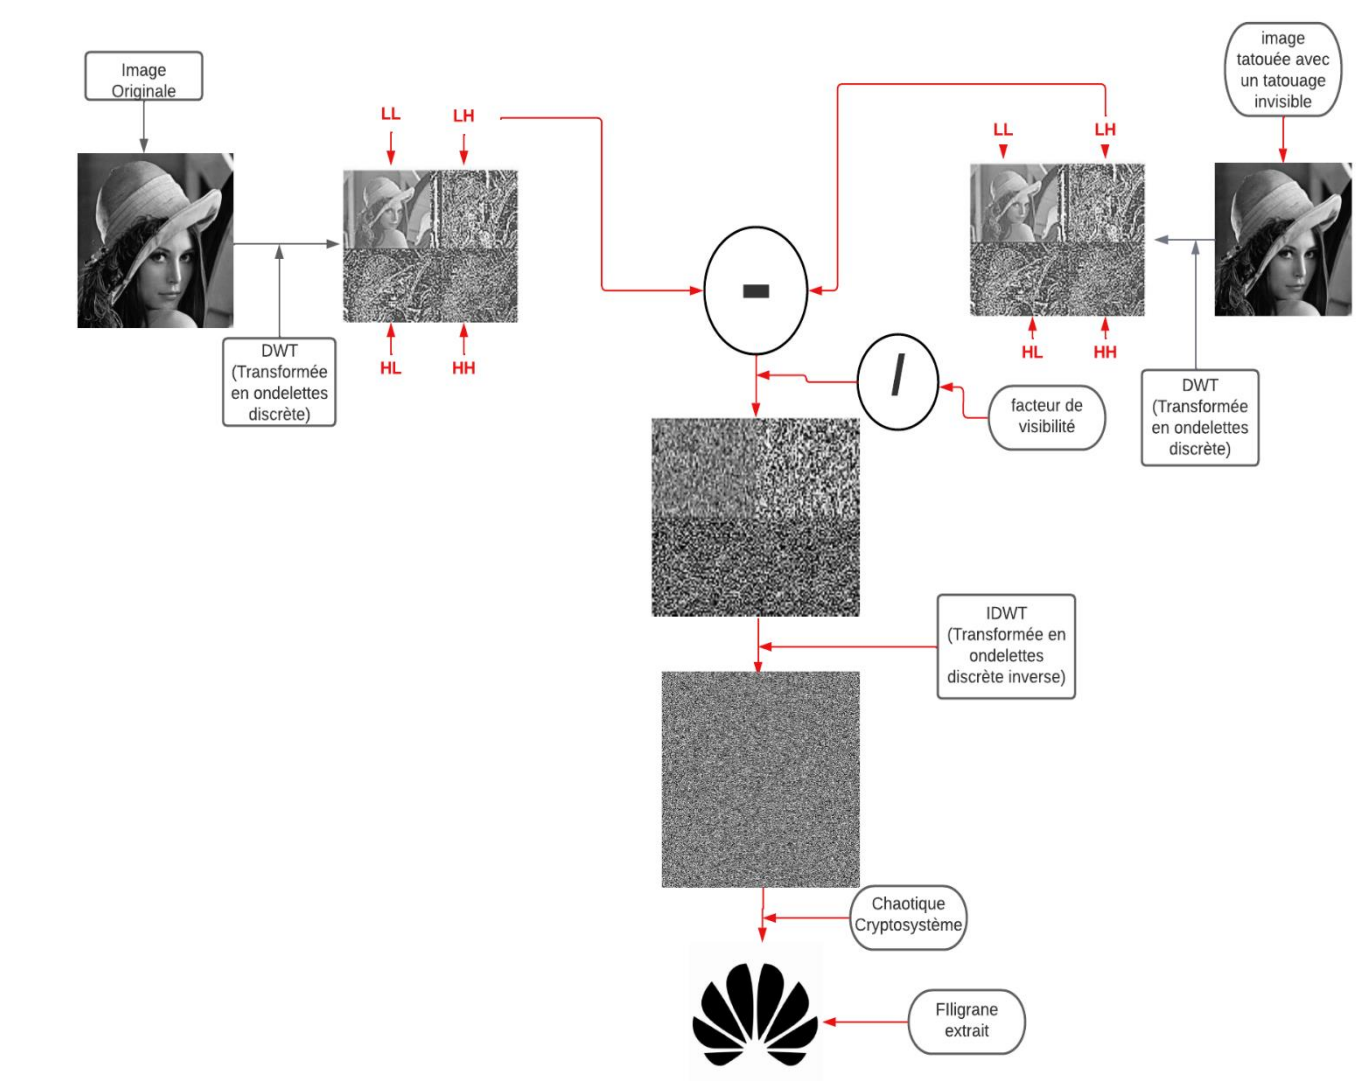 Image
Originale
image
tatouée avec
un tatouage
invisible
LL
LH
LL
LH
DWT
(Transformée
en ondelettes
discrète)
HL
HH
-
/
HL
HH
facteur de
visibilité
DWT
(Transformée
en ondelettes
discrète)
IDWT
(Transformée en
ondelettes
discrète inverse)
Chaotique
Cryptosystème
FIligrane
extrait